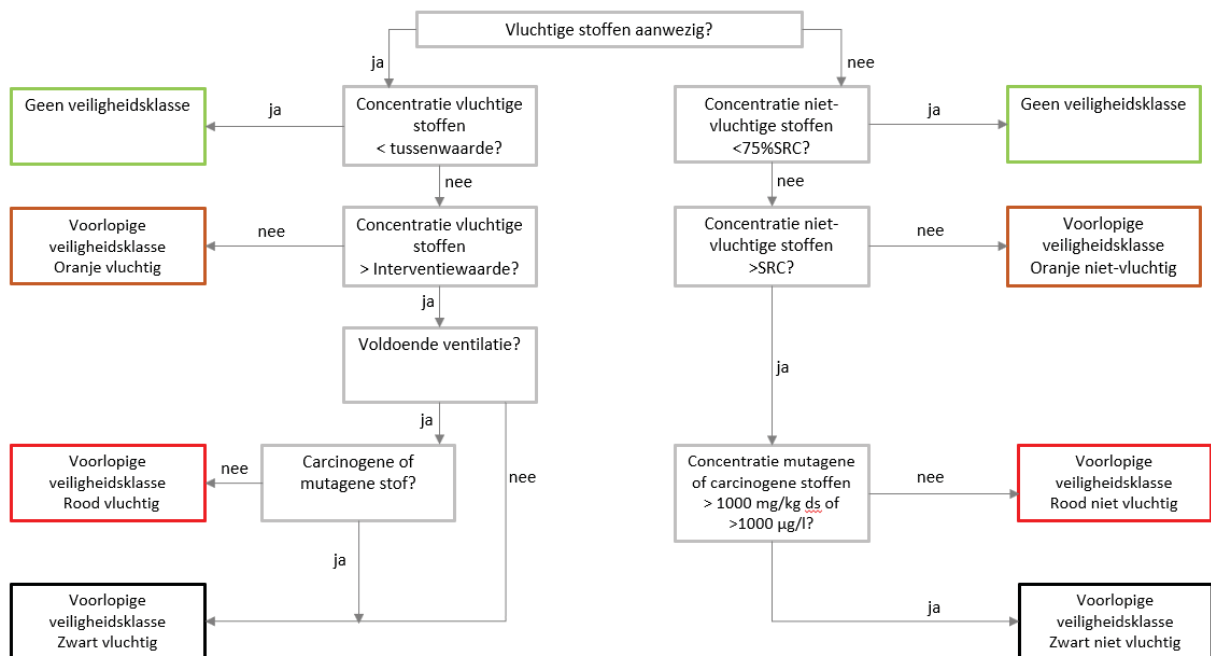 Vluchtige stoffen aanwezig?
ja
nee
Geen veiligheidsklasse
ja
Concentratie vluchtige
stoffen
< tussenwaarde?
Concentratie niet-
vluchtige stoffen
<75%SRC?
ja
Geen veiligheidsklasse
nee
nee
Voorlopige
veiligheidsklasse
Oranje vluchtig
nee
Concentratie vluchtige
stoffen
> Interventiewaarde?
Concentratie niet-
vluchtige stoffen
>SRC?
nee
Voorlopige
veiligheidsklasse
Oranje niet-vluchtig
ja
Voldoende ventilatie?
ja
ja
Voorlopige
veiligheidsklasse
Rood vluchtig
nee
Carcinogene of
mutagene stof?
nee
Concentratie mutagene
of carcinogene stoffen
> 1000 mg/kg ds of
>1000 µg/l?
nee
Voorlopige
veiligheidsklasse
Rood niet vluchtig
ja
Voorlopige
veiligheidsklasse
Zwart vluchtig
ja
Voorlopige
veiligheidsklasse
Zwart niet vluchtig